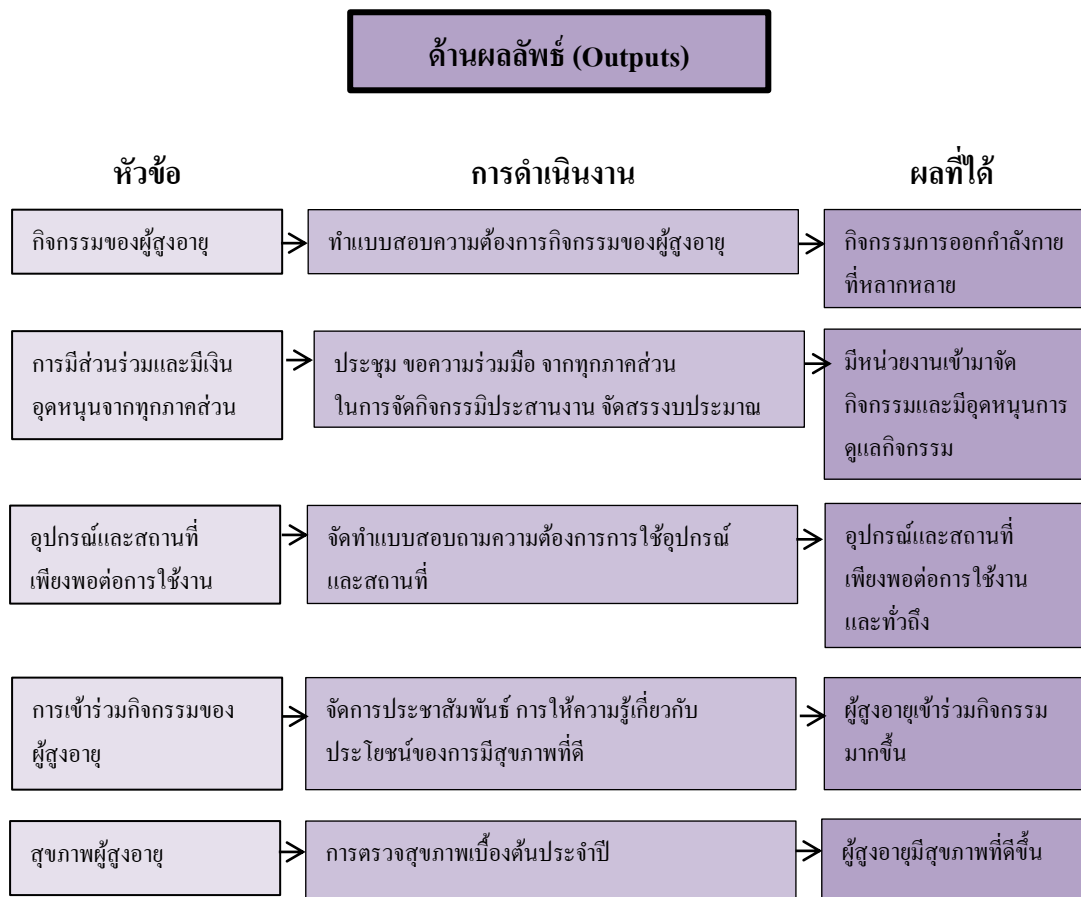 ด้านผลลัพธ์ (Outputs)
หัวข้อ
การดำเนินงาน
ผลที่ได้
กิจกรรมของผู้สูงอายุ
ทำแบบสอบความต้องการกิจกรรมของผู้สูงอายุ
กิจกรรมการออกกำลังกาย
ที่หลากหลาย
การมีส่วนร่วมและมีเงิน
อุดหนุนจากทุกภาคส่วน
ประชุม ขอความร่วมมือ จากทุกภาคส่วน
ในการจัดกิจกรรมิประสานงาน จัดสรรงบประมาณ
มีหน่วยงานเข้ามาจัด
กิจกรรมและมีอุดหนุนการ
ดูแลกิจกรรม
อุปกรณ์และสถานที่
เพียงพอต่อการใช้งาน
จัดทำแบบสอบถามความต้องการการใช้อุปกรณ์
และสถานที่
อุปกรณ์และสถานที่
เพียงพอต่อการใช้งาน
และทั่วถึง
การเข้าร่วมกิจกรรมของ
ผู้สูงอายุ
จัดการประชาสัมพันธ์ การให้ความรู้เกี่ยวกับ
ประโยชน์ของการมีสุขภาพที่ดี
ผู้สูงอายุเข้าร่วมกิจกรรม
มากขึ้น
สุขภาพผู้สูงอายุ
การตรวจสุขภาพเบื้องต้นประจำปี
ผู้สูงอายุมีสุขภาพที่ดีขึ้น